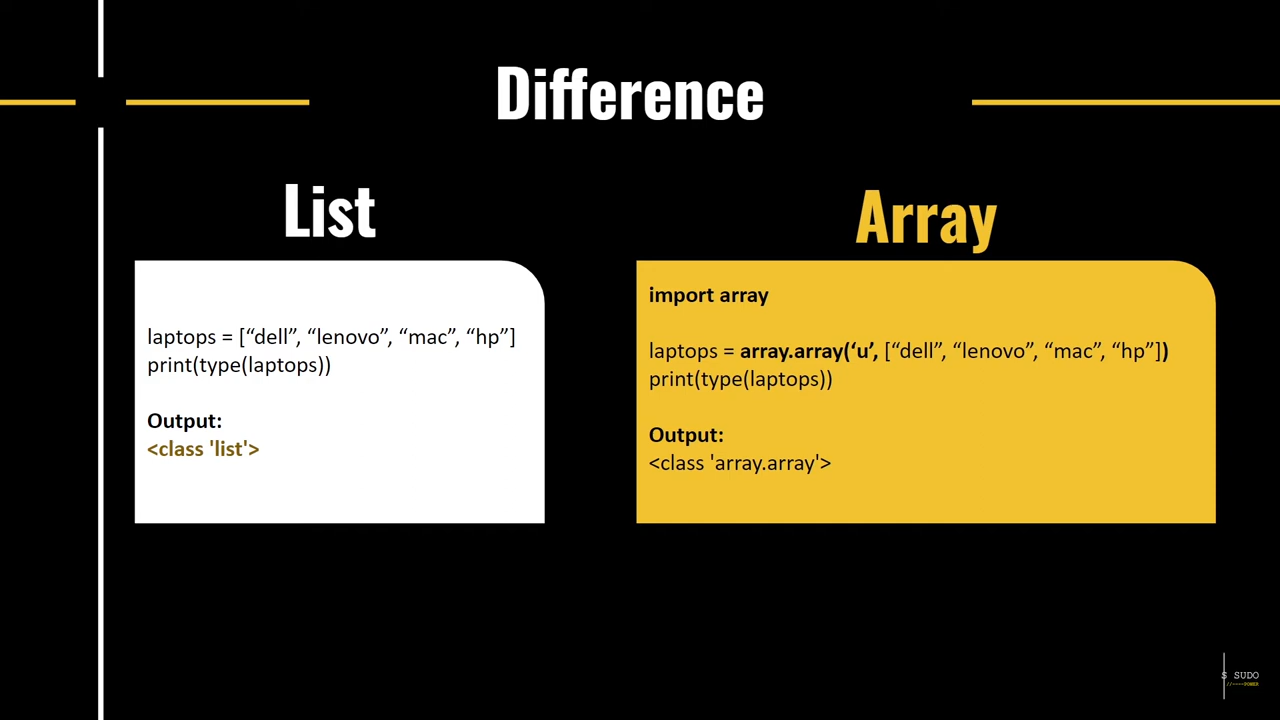 Difference
List
laptops = [“dell”, “lenovo”, “mac”, “hp”]
print(type(laptops))
Output:
<class 'list'>
Array
import array
laptops = array.array(‘u’, [“dell”, “lenovo”, “mac”, “hp”])
print(type(laptops))
Output:
<class 'array.array'>
S SUDO